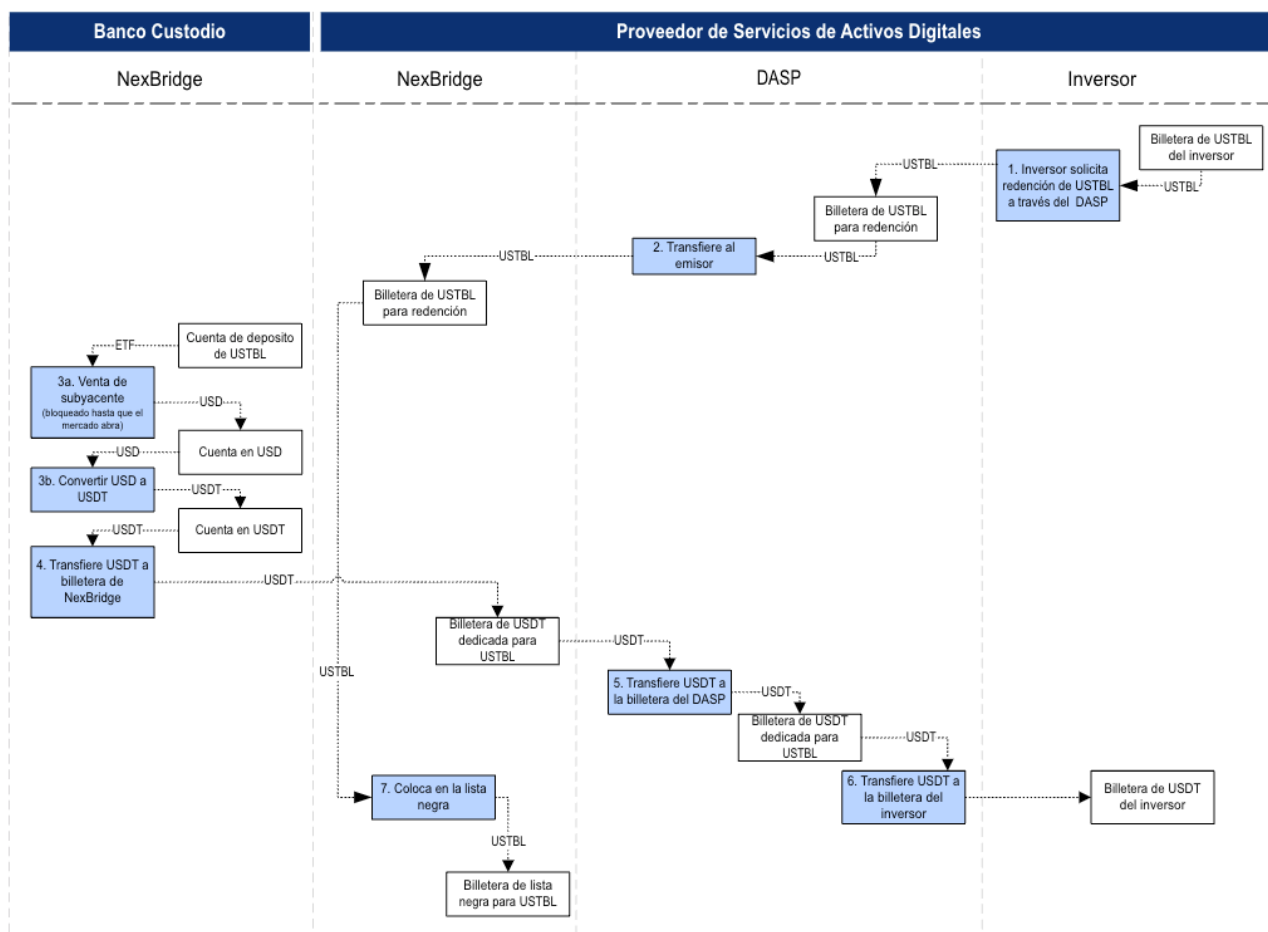 Banco Custodio
Proveedor de Servicios de Activos Digitales
NexBridge
NexBridge
DASP
Inversor
Billetera de USTBL
del inversor
USTBL
1. Inversor solicita
redención de USTBL
a través del DASP
USTBL
Billetera de USTBL
para redención
USTBL
2. Transfiere al
emisor
USTBL
Billetera de USTBL
para redención
Cuenta de deposito
de USTBL
ETF
3a. Venta de
subyacente
(bloqueado hasta que el
mercado abra)
USD
Cuenta en USD
USD
3b. Convertir USD a
USDT
USDT
Cuenta en USDT
USDT
4. Transfiere USDT a
billetera de
NexBridge
USDT
Billetera de USDT
dedicada para
USTBL
USDT
USTBL
5. Transfiere USDT a
la billetera del DASP
USDT
Billetera de USDT
dedicada para
USTBL
USDT
6. Transfiere USDT a
la billetera del
inversor
Billetera de USDT
del inversor
7. Coloca en la lista
negra
USTBL
Billetera de lista
negra para USTBL